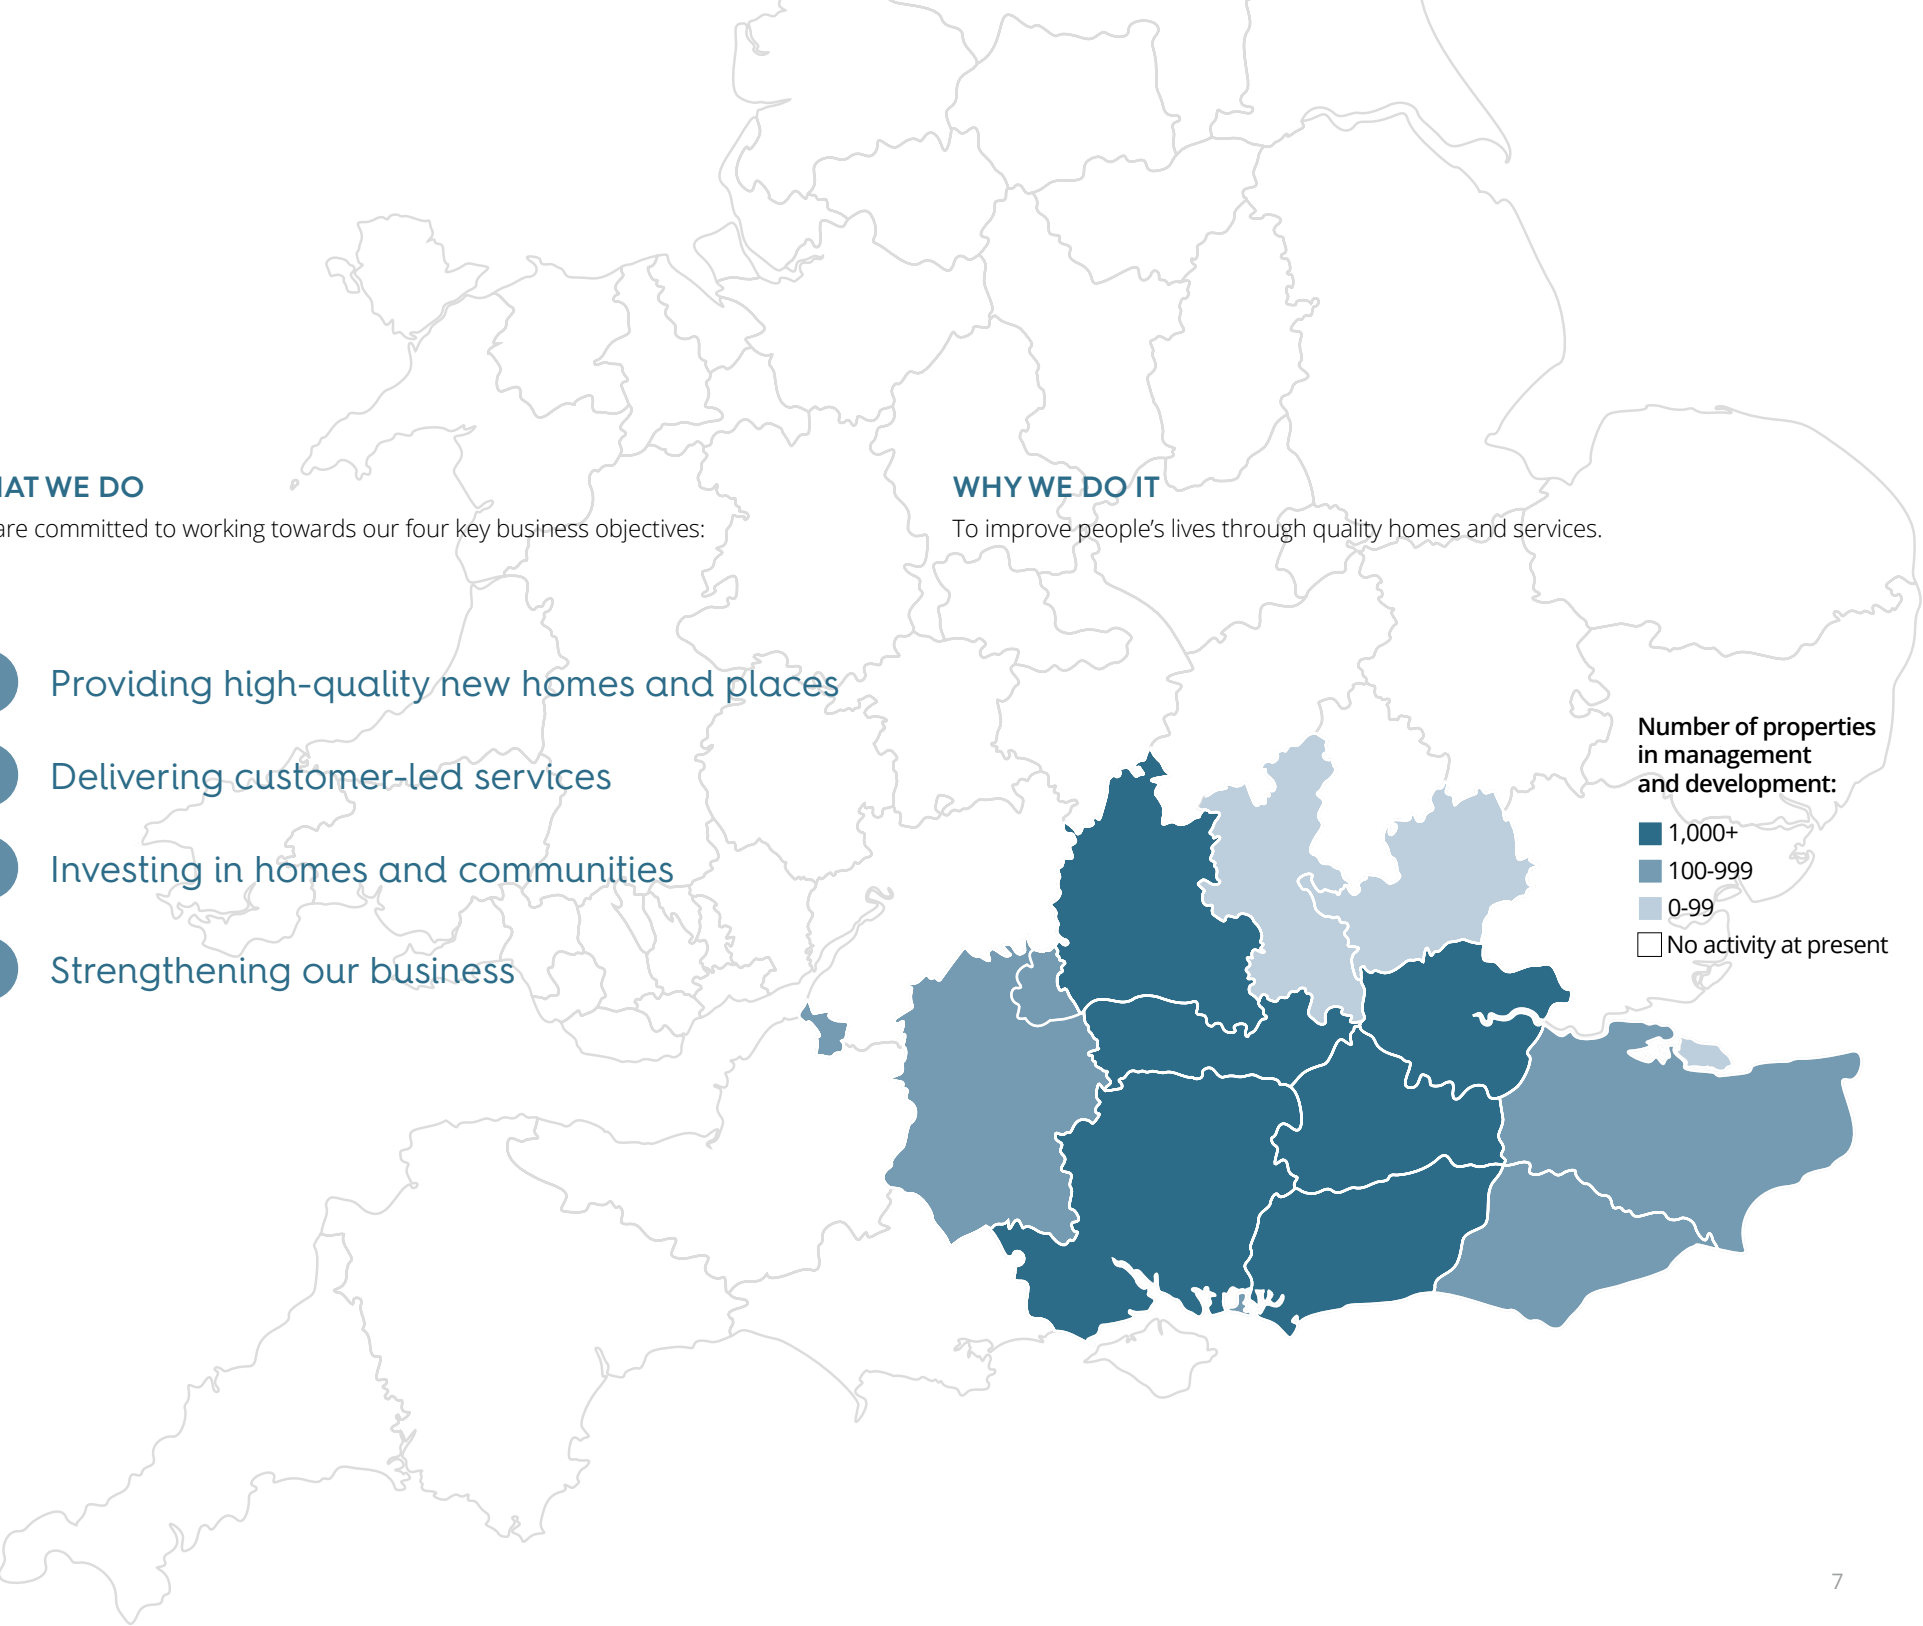 HAT WE DO
are committed to working towards our four key business objectives:
Providing high-quality new homes and places
Delivering customer-led services
Investing in homes and communities
Strengthening our business
WHY WE DO IT
To improve people's lives through quality homes and services.
Number of properties
in management
and development:
1,000+
100-999
0-99
No activity at present
7